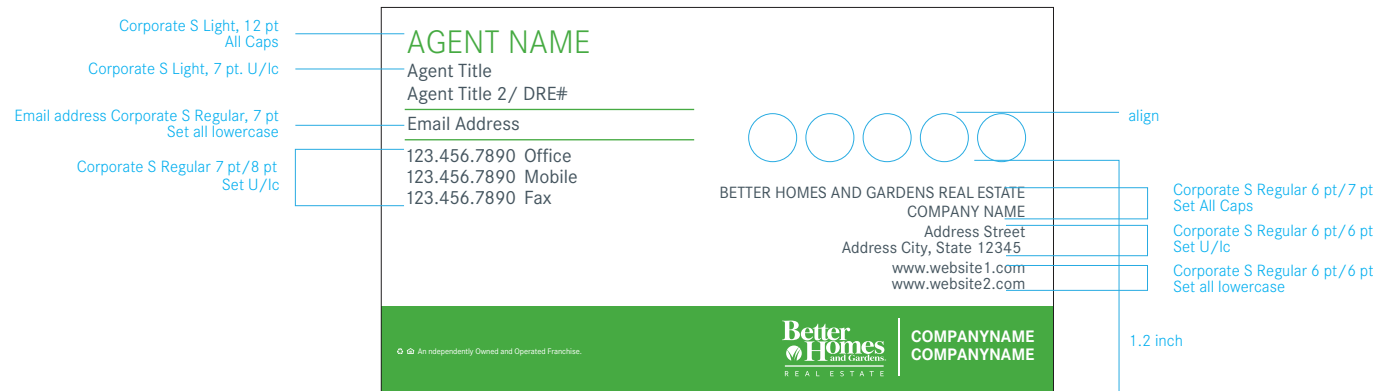 Corporate S Light, 12 pt
All Caps
Corporate S Light, 7 pt. U/lc
Email address Corporate S Regular, 7 pt
Set all lowercase
Corporate S Regular 7 pt/8 pt
Set U/lc
AGENT NAME
Agent Title
Agent Title 2/ DRE#
Email Address
123.456.7890 Office
123.456.7890 Mobile
123.456.7890 Fax
align
BETTER HOMES AND GARDENS REAL ESTATE
COMPANY NAME
Address Street
Address City, State 12345
www.website1.com
www.website2.com
Corporate S Regular 6 pt/7 pt
Set All Caps
Corporate S Regular 6 pt/6 pt
Set U/lc
Corporate S Regular 6 pt/6 pt
Set all lowercase
1.2 inch
An ndependently Owned and Operated Franchise.
Better
Homes
and Gardens
REAL ESTATE
COMPANYNAME
COMPANYNAME